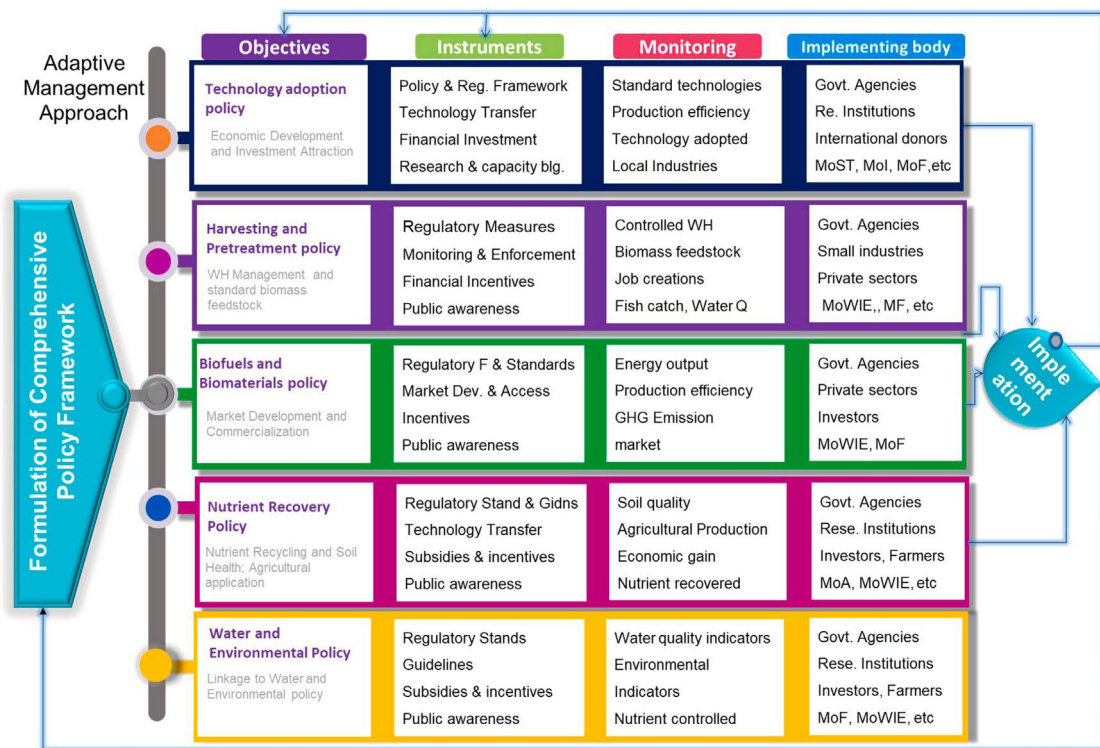 Adaptive
Management
Approach
Formulation of Comprehensive
Policy Framework
Objectives
Instruments
Monitoring
Implementing body
Technology adoption
policy
Economic Development
and Investment Attraction
Policy & Reg. Framework
Technology Transfer
Financial Investment
Research & capacity blg.
Standard technologies
Production efficiency
Technology adopted
Local Industries
Govt. Agencies
Re. Institutions
International donors
MoST, MoI, MoF,etc
Harvesting and
Pretreatment policy
WH Management and
standard biomass
feedstock
Regulatory Measures
Monitoring & Enforcement
Financial Incentives
Public awareness
Controlled WH
Biomass feedstock
Job creations
Fish catch, Water Q
Govt. Agencies
Small industries
Private sectors
MoWIE,, MF, etc
Biofuels and
Biomaterials policy
Market Development and
Commercialization
Regulatory F & Standards
Market Dev. & Access
Incentives
Public awareness
Energy output
Production efficiency
GHG Emission
market
Govt. Agencies
Private sectors
Investors
MoWIE, MoF
Nutrient Recovery
Policy
Nutrient Recycling and Soil
Health; Agricultural
application
Regulatory Stand & Gidns
Technology Transfer
Subsidies & incentives
Public awareness
Soil quality
Agricultural Production
Economic gain
Nutrient recovered
Govt. Agencies
Rese. Institutions
Investors, Farmers
MoA, MoWIE, etc
Water and
Environmental Policy
Linkage to Water and
Environmental policy
Regulatory Stands
Guidelines
Subsidies & incentives
Public awareness
Water quality indicators
Environmental
Indicators
Nutrient controlled
Govt. Agencies
Rese. Institutions
Investors, Farmers
MoF, MoWIE, etc
Imple
ment
ation